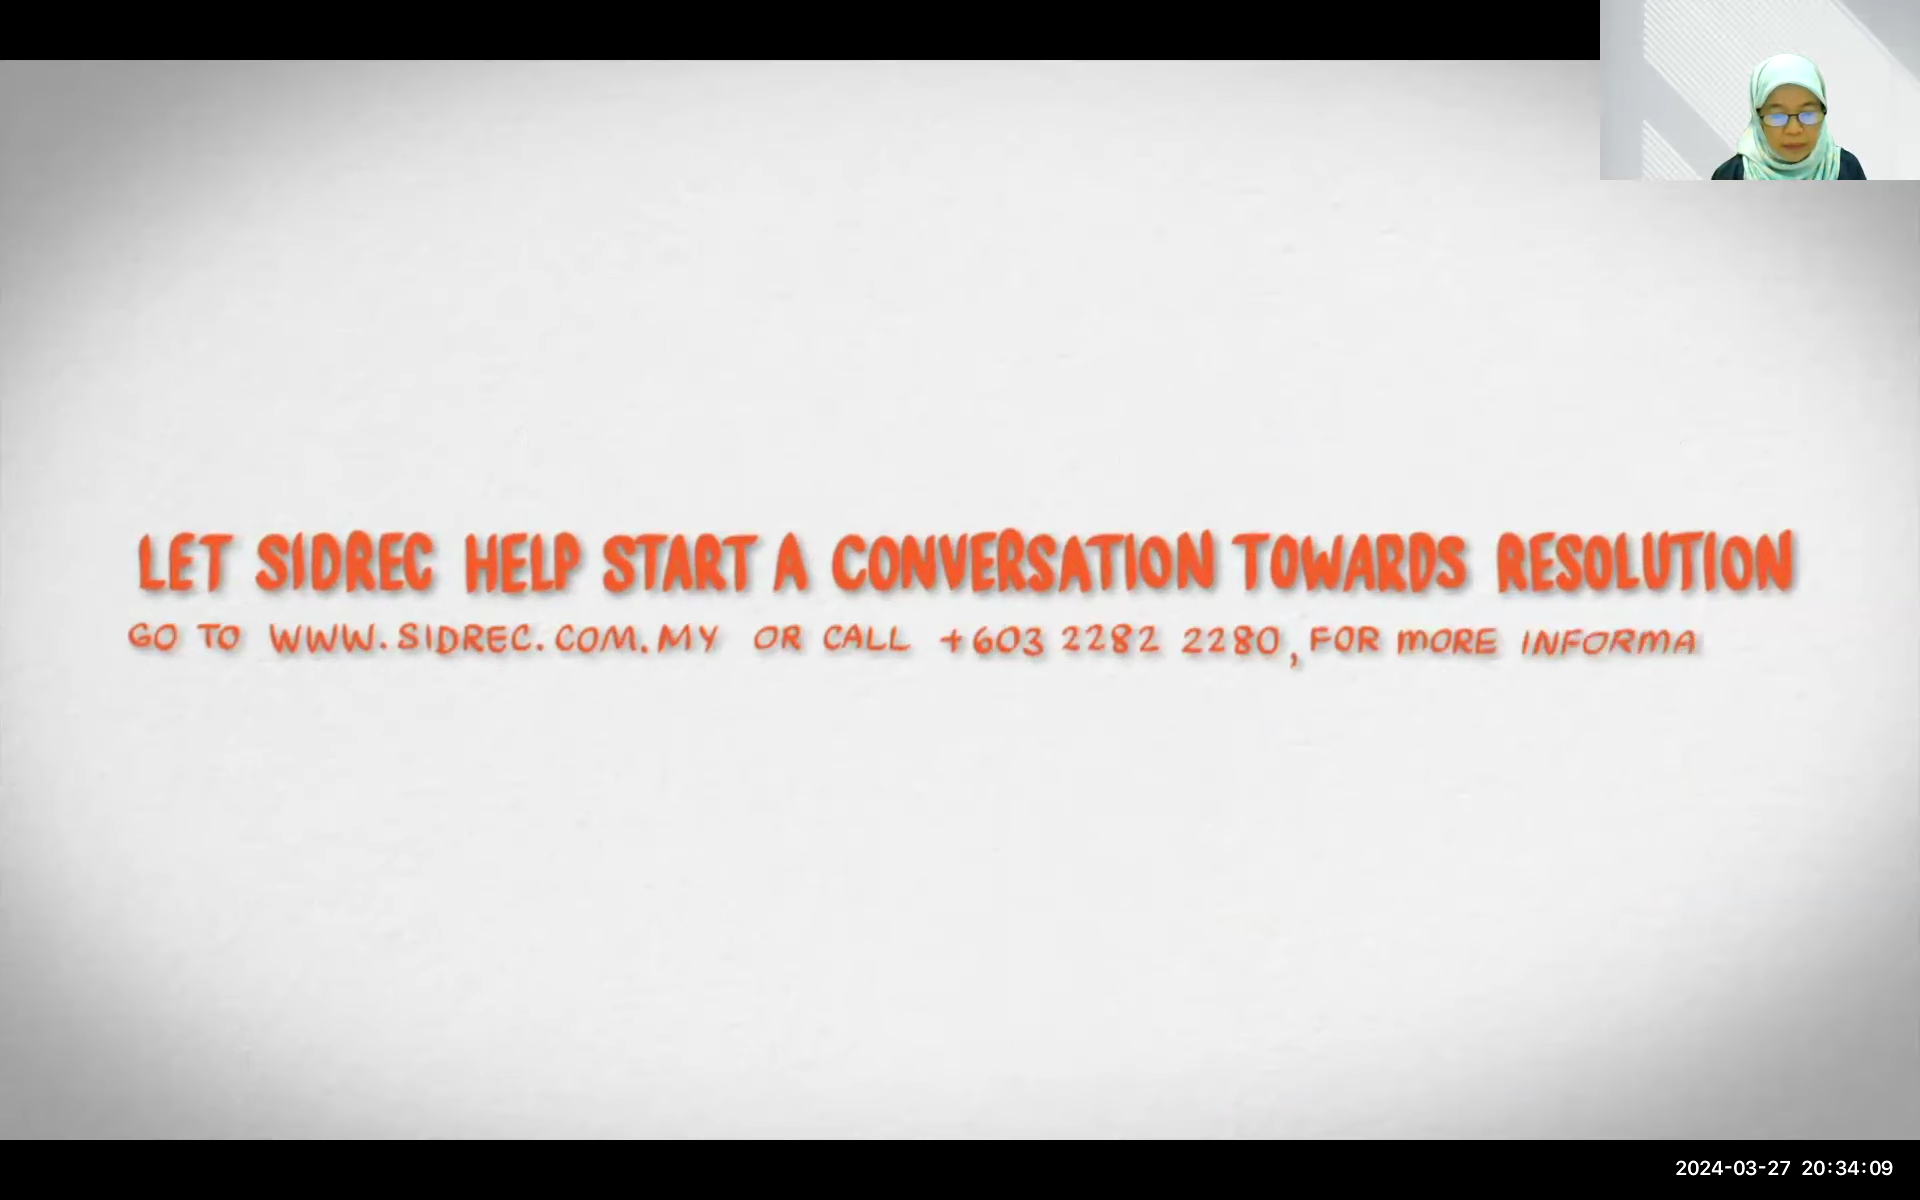 LET SIDREC HELP START A CONVERSATION TOWARDS RESOLUTION
GO TO WWW.SIDREC.COM.MY OR CALL +603 2282 2280, FOR MORE INFORMA
2024-03-27 20:34:09